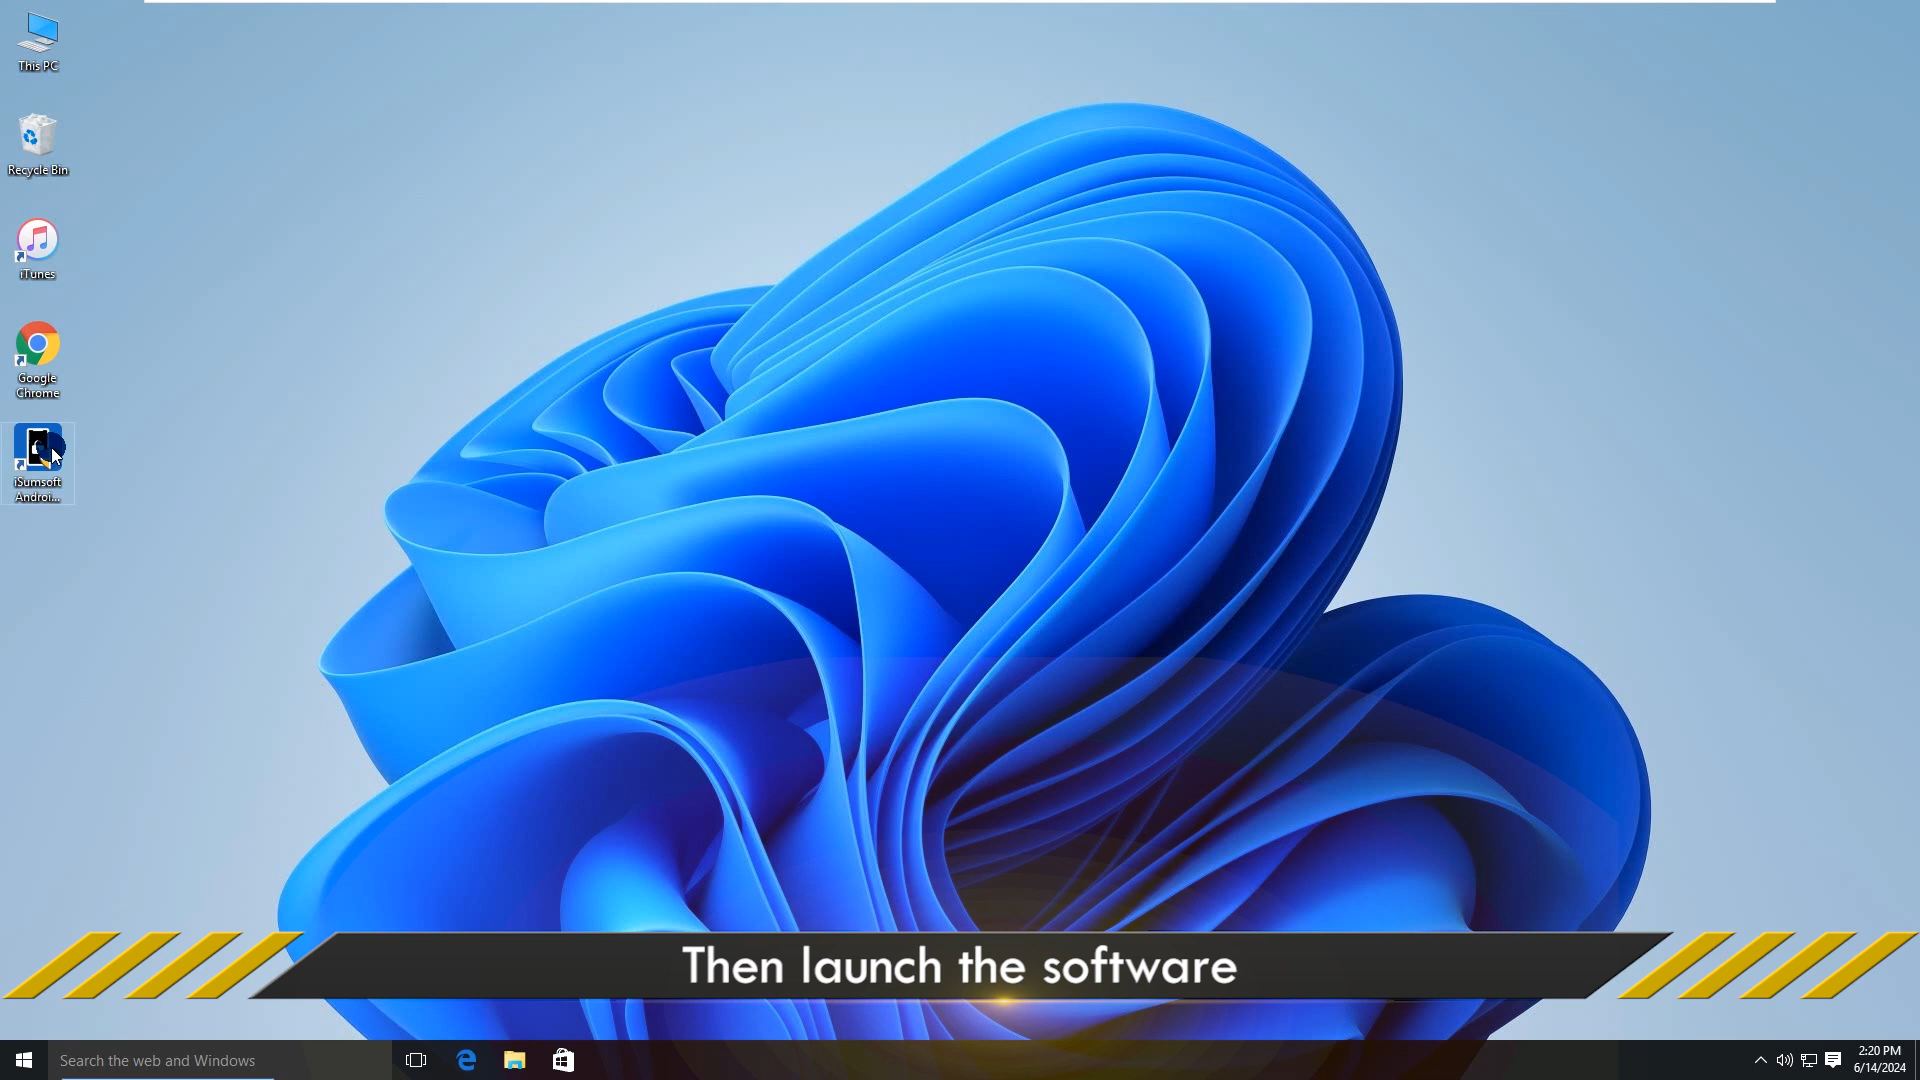 This PC
Recycle Bin
iTunes
Google
Chrome
iSumsoft
Androi...
Then launch the software
Search the web and Windows
2:20 PM
6/14/2024